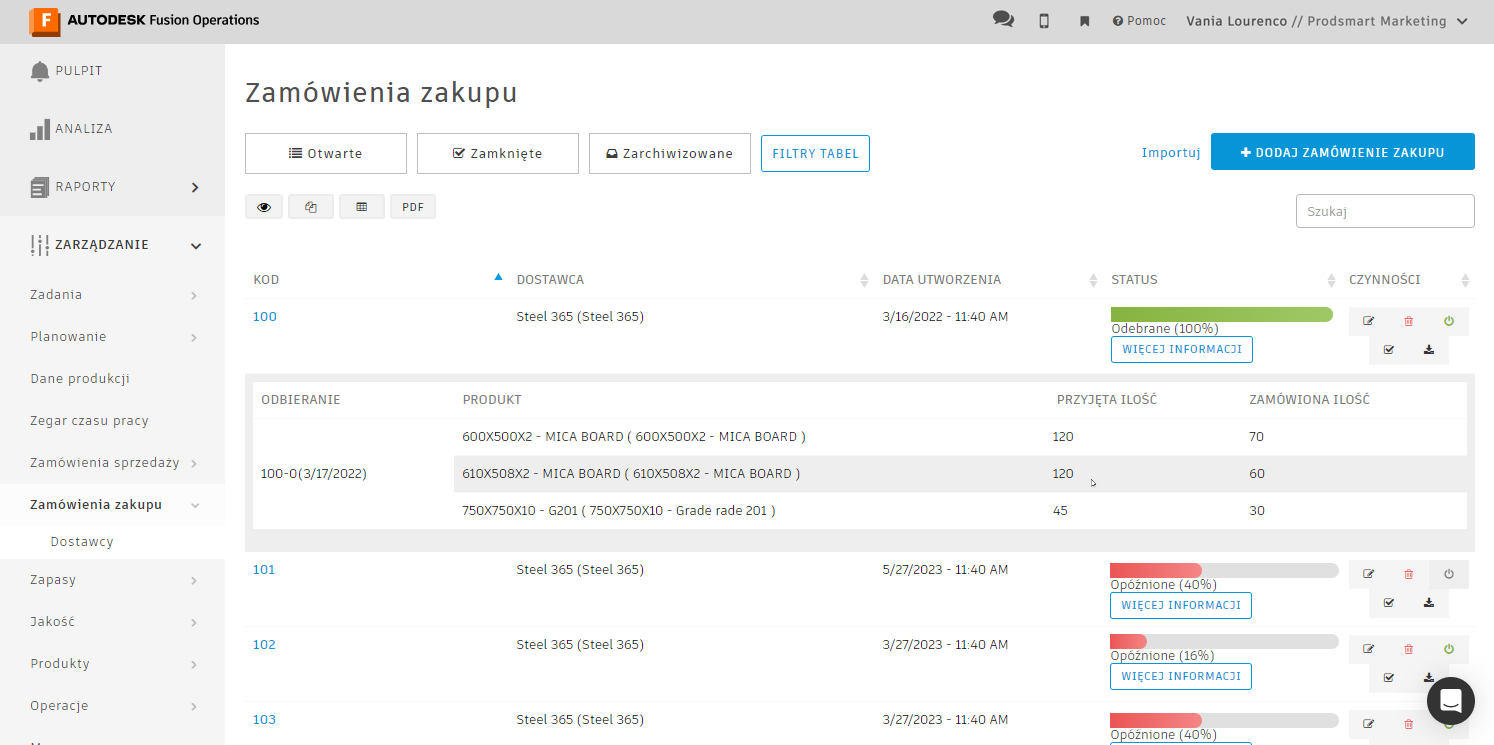 F AUTODESK Fusion Operations
Pomoc
Vania Lourenco // Prodsmart Marketing
PULPIT
ANALIZA
RAPORTY
ZARZĄDZANIE
Zadania
Planowanie
Dane produkcji
Zegar czasu pracy
Zamówienia sprzedaży
Zamówienia zakupu
Dostawcy
Zapasy
Jakość
Produkty
Operacje
Zamówienia zakupu
Otwarte
Zamknięte
Zarchiwizowane
FILTRY TABEL
Importuj
DODAJ ZAMÓWIENIE ZAKUPU
PDF
Szukaj
KOD DOSTAWCA DATA UTWORZENIA STATUS CZYNNOŚCI
100 Steel 365 (Steel 365) 3/16/2022 - 11:40 AM
Odebrane (100%)
WIĘCEJ INFORMACJI
ODBIERANIE PRODUKT PRZYJĘTA ILOŚĆ ZAMÓWIONA ILOŚĆ
600X500X2 - MICA BOARD ( 600X500X2 - MICA BOARD ) 120 70
100-0(3/17/2022) 610X508X2 - MICA BOARD ( 610X508X2 - MICA BOARD ) 120 60
750X750X10 - G201 ( 750X750X10 - Grade rade 201 ) 45 30
101 Steel 365 (Steel 365) 5/27/2023 - 11:40 AM
Opóźnione (40%)
WIĘCEJ INFORMACJI
102 Steel 365 (Steel 365) 3/27/2023 - 11:40 AM
Opóźnione (16%)
WIĘCEJ INFORMACJI
103 Steel 365 (Steel 365) 3/27/2023 - 11:40 AM
Opóźnione (40%)